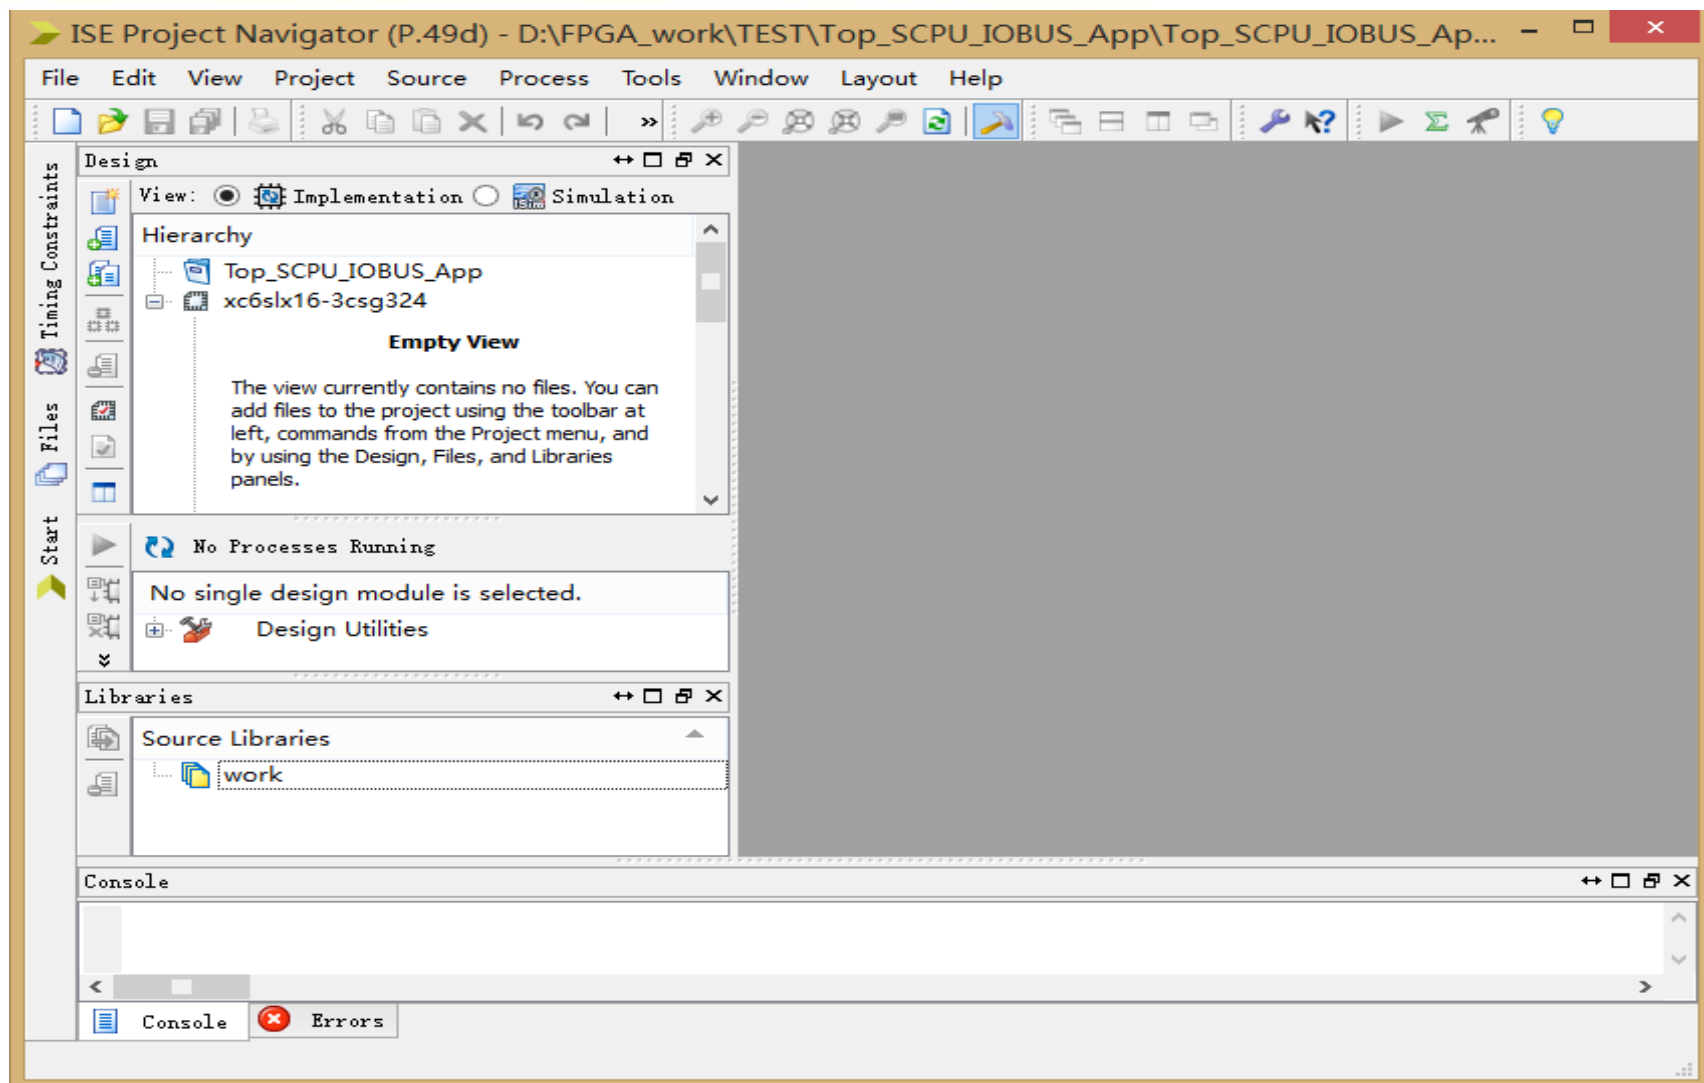 ISE Project Navigator (P.49d) - D:\FPGA_work\TEST\Top_SCPU_IOBUS_App\Top_SCPU_IOBUS_Ap...
File Edit View Project Source Process Tools Window Layout Help
»
Design
View: Implementation ISim Simulation
Hierarchy
Top_SCPU_IOBUS_App
xc6slx16-3csg324
Empty View
The view currently contains no files. You can
add files to the project using the toolbar at
left, commands from the Project menu, and
by using the Design, Files, and Libraries
panels.
No Processes Running
No single design module is selected.
Design Utilities
Libraries
Source Libraries
work
Timing Constraints
Files
Start
Console
Console Errors